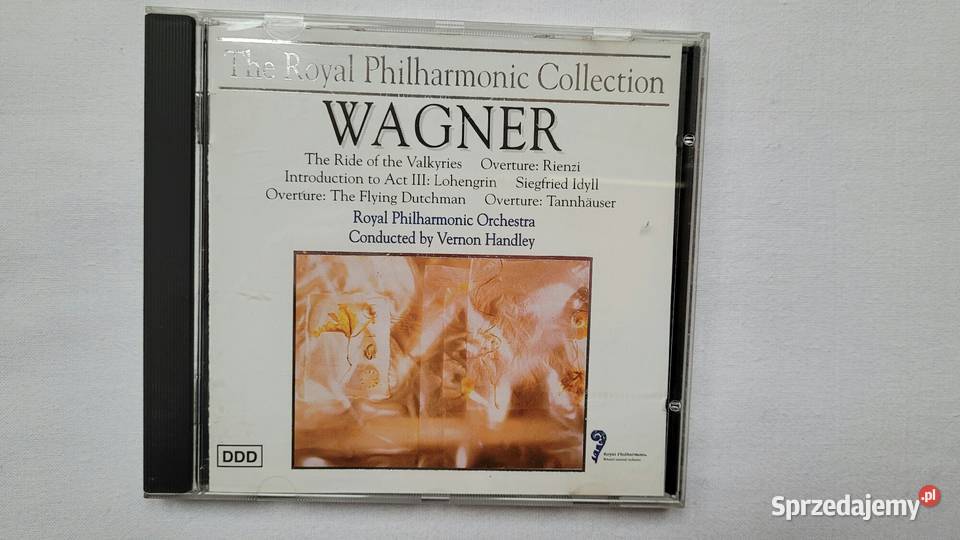 The Royal Philharmonic Collection
WAGNER
The Ride of the Valkyries Overture: Rienzi
Introduction to Act III: Lohengrin Siegfried Idyll
Overture: The Flying Dutchman Overture: Tannhäuser
Royal Philharmonic Orchestra
Conducted by Vernon Handley
DDD
Royal Philharmonic
Sprzedajemy.pl